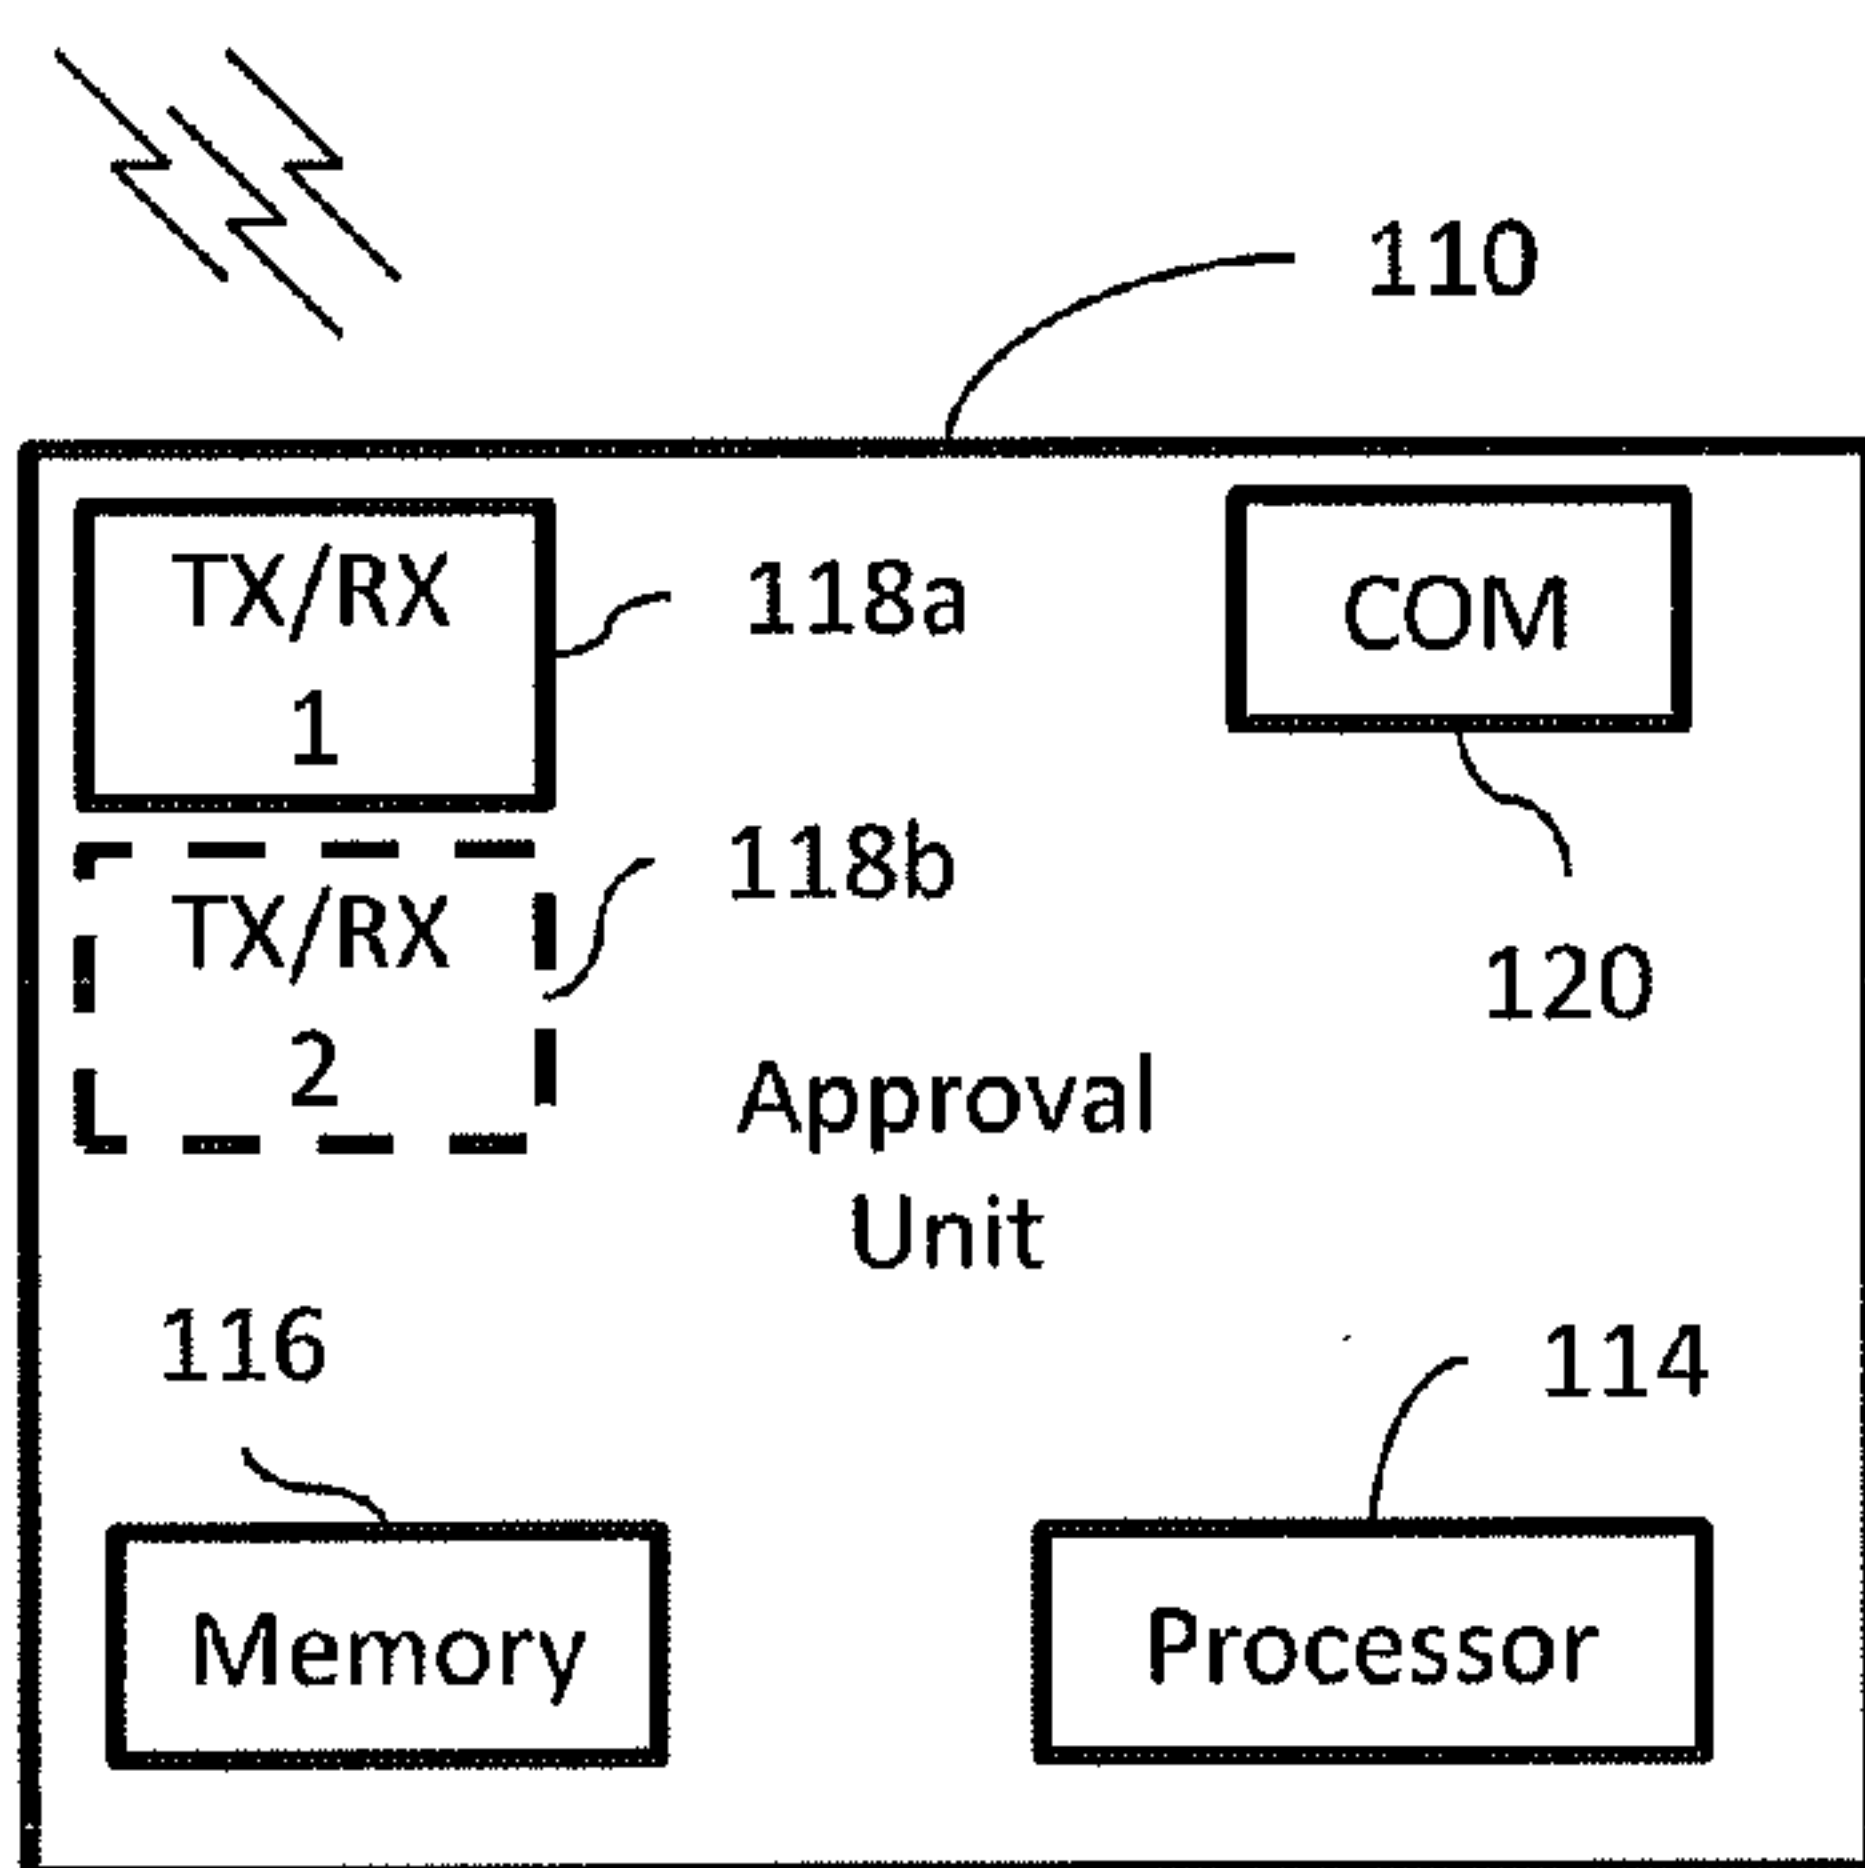 110
TX/RX
1
118a
COM
118b
TX/RX
2
120
Approval
Unit
116
114
Memory
Processor